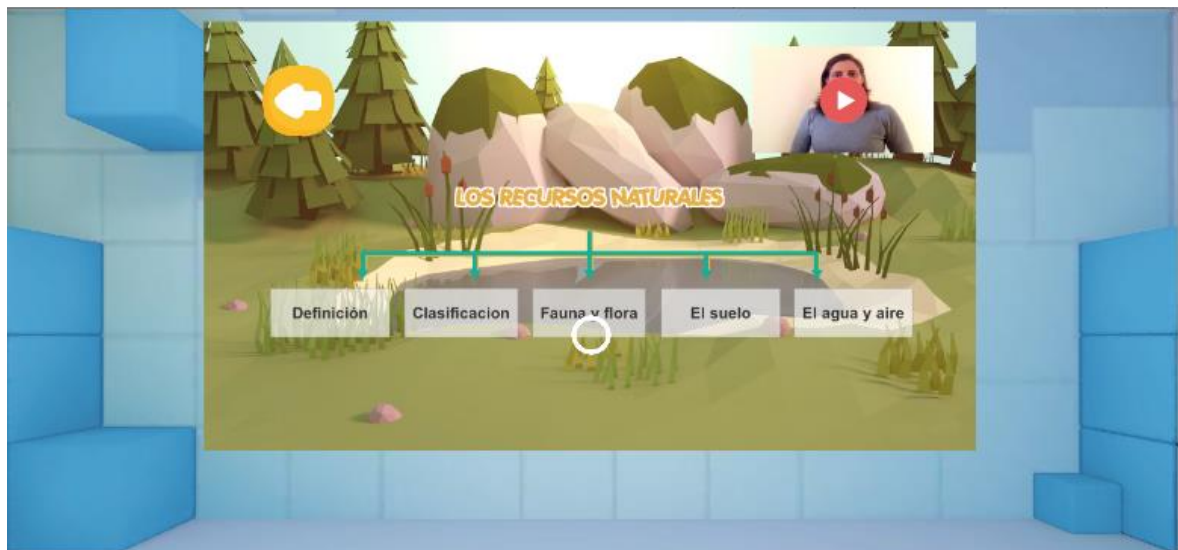 LOS RECURSOS NATURALES
Definición
Clasificacion
Fauna y flora
El suelo
El agua y aire